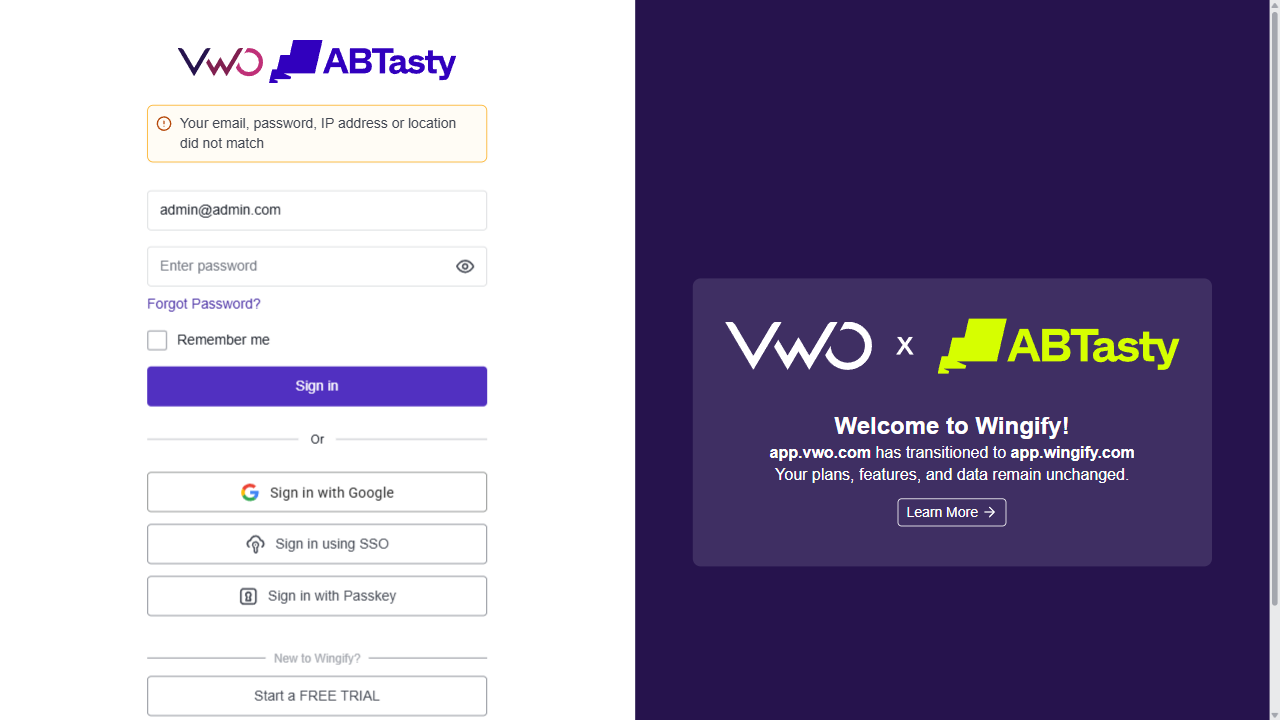 VWO ABTasty
Your email, password, IP address or location
did not match
admin@admin.com
Enter password
Forgot Password?
Remember me
Sign in
Or
Sign in with Google
Sign in using SSO
Sign in with Passkey
New to Wingify?
Start a FREE TRIAL
VWO X ABTasty
Welcome to Wingify!
app.vwo.com has transitioned to app.wingify.com
Your plans, features, and data remain unchanged.
Learn More →